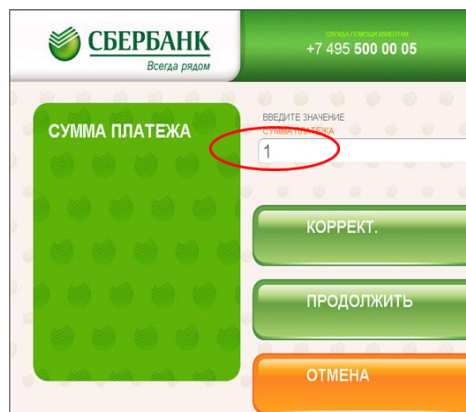 СБЕРБАНК
Всегда рядом
СЛУЖБА ПОМОЩИ КЛИЕНТАМ
+7 495 500 00 05
СУММА ПЛАТЕЖА
ВВЕДИТЕ ЗНАЧЕНИЕ
СУММА ПЛАТЕЖА
1
КОРРЕКТ.
ПРОДОЛЖИТЬ
ОТМЕНА